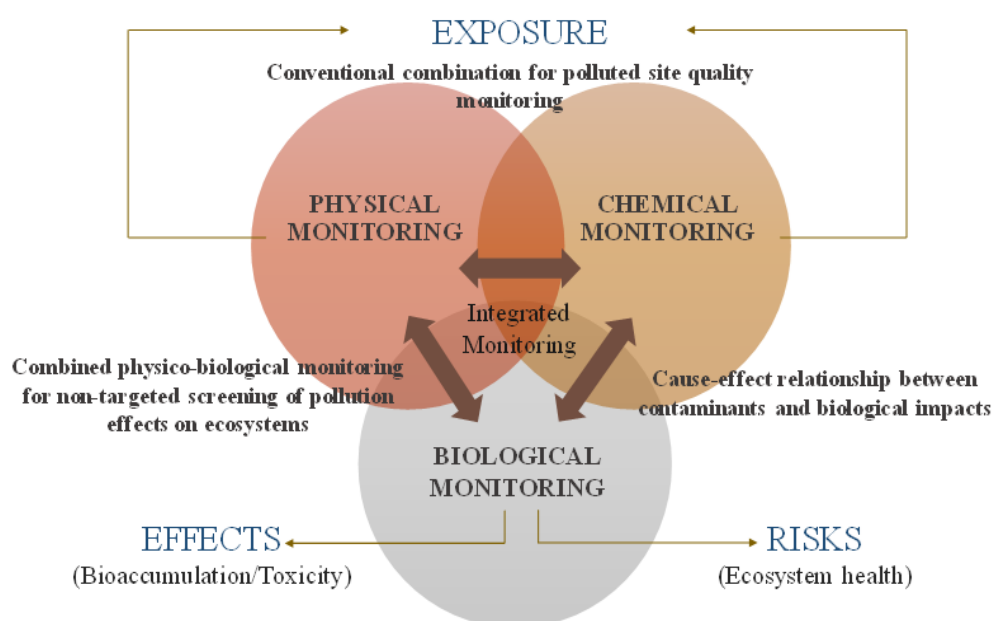 EXPOSURE
Conventional combination for polluted site quality
monitoring
PHYSICAL
MONITORING
CHEMICAL
MONITORING
Integrated
Monitoring
Combined physico-biological monitoring
for non-targeted screening of pollution
effects on ecosystems
Cause-effect relationship between
contaminants and biological impacts
BIOLOGICAL
MONITORING
EFFECTS
(Bioaccumulation/Toxicity)
RISKS
(Ecosystem health)